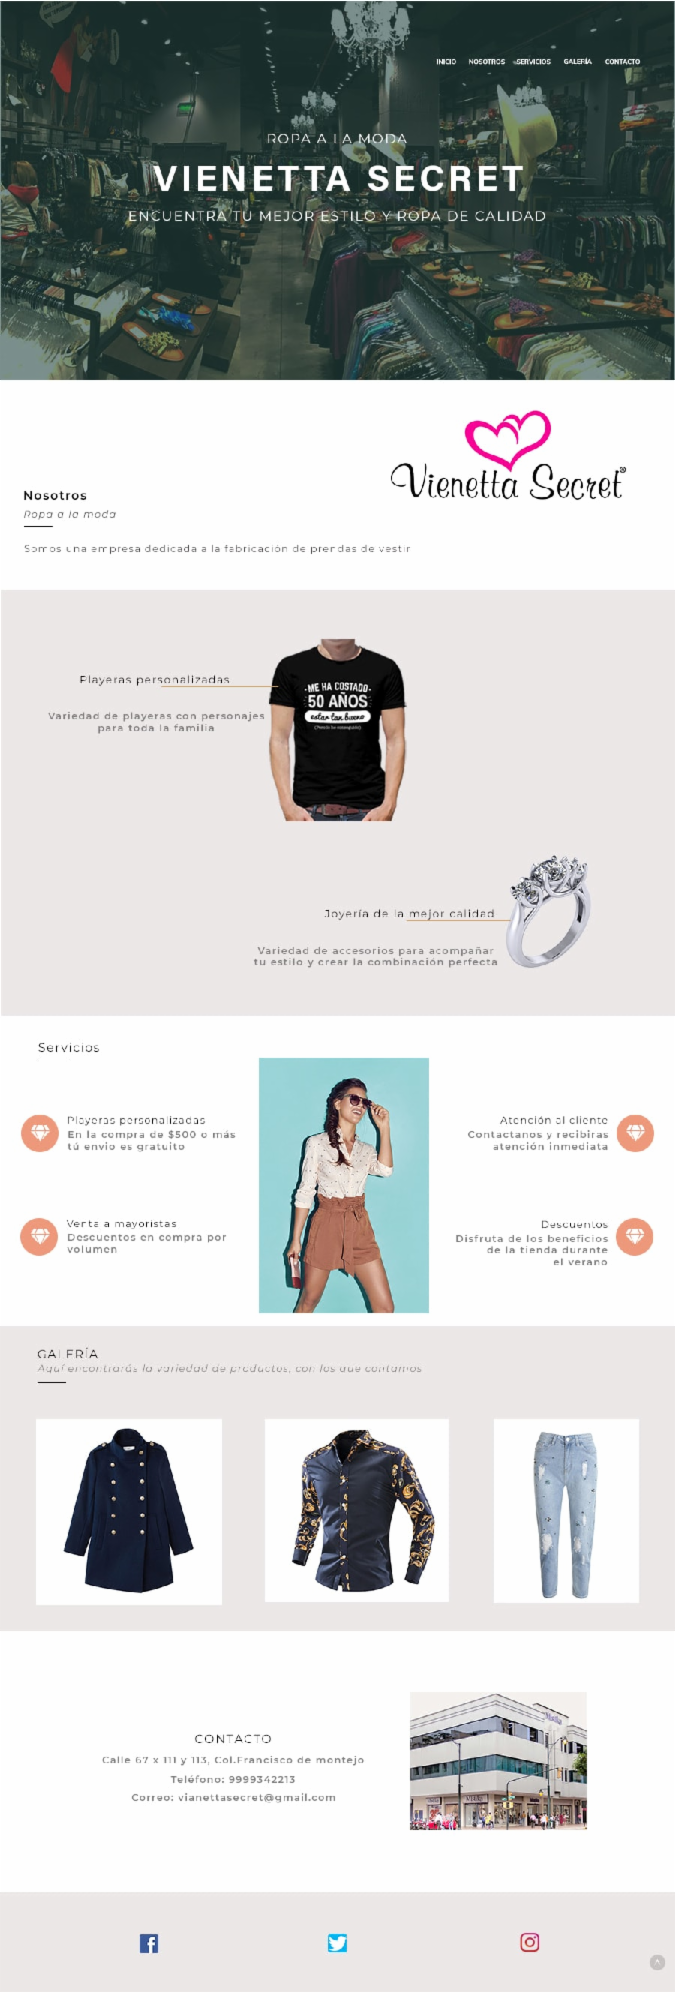 INICIO NOSOTROS SERVICIOS GALERÍA CONTACTO
ROPA A LA MODA
VIENETTA SECRET
ENCUENTRA TU MEJOR ESTILO Y ROPA DE CALIDAD
Vienetta Secret®
Nosotros
Ropa a la moda
Somos una empresa dedicada a la fabricación de prendas de vestir
Playeras personalizadas
Variedad de playeras con personajes
para toda la familia
·ME HA COSTADO·
50 AÑOS
estar tan bueno
Joyería de la mejor calidad
Variedad de accesorios para acompañar
tu estilo y crear la combinación perfecta
Servicios
Playeras personalizadas
En la compra de $500 o más
tú envio es gratuito
Venta a mayoristas
Descuentos en compra por
volumen
Atención al cliente
Contactanos y recibiras
atención inmediata
Descuentos
Disfruta de los beneficios
de la tienda durante
el verano
GALERÍA
Aquí encontrarás la variedad de productos, con los que contamos
CONTACTO
Calle 67 x 111 y 113, Col.Francisco de montejo
Teléfono: 9999342213
Correo: vianettasecret@gmail.com